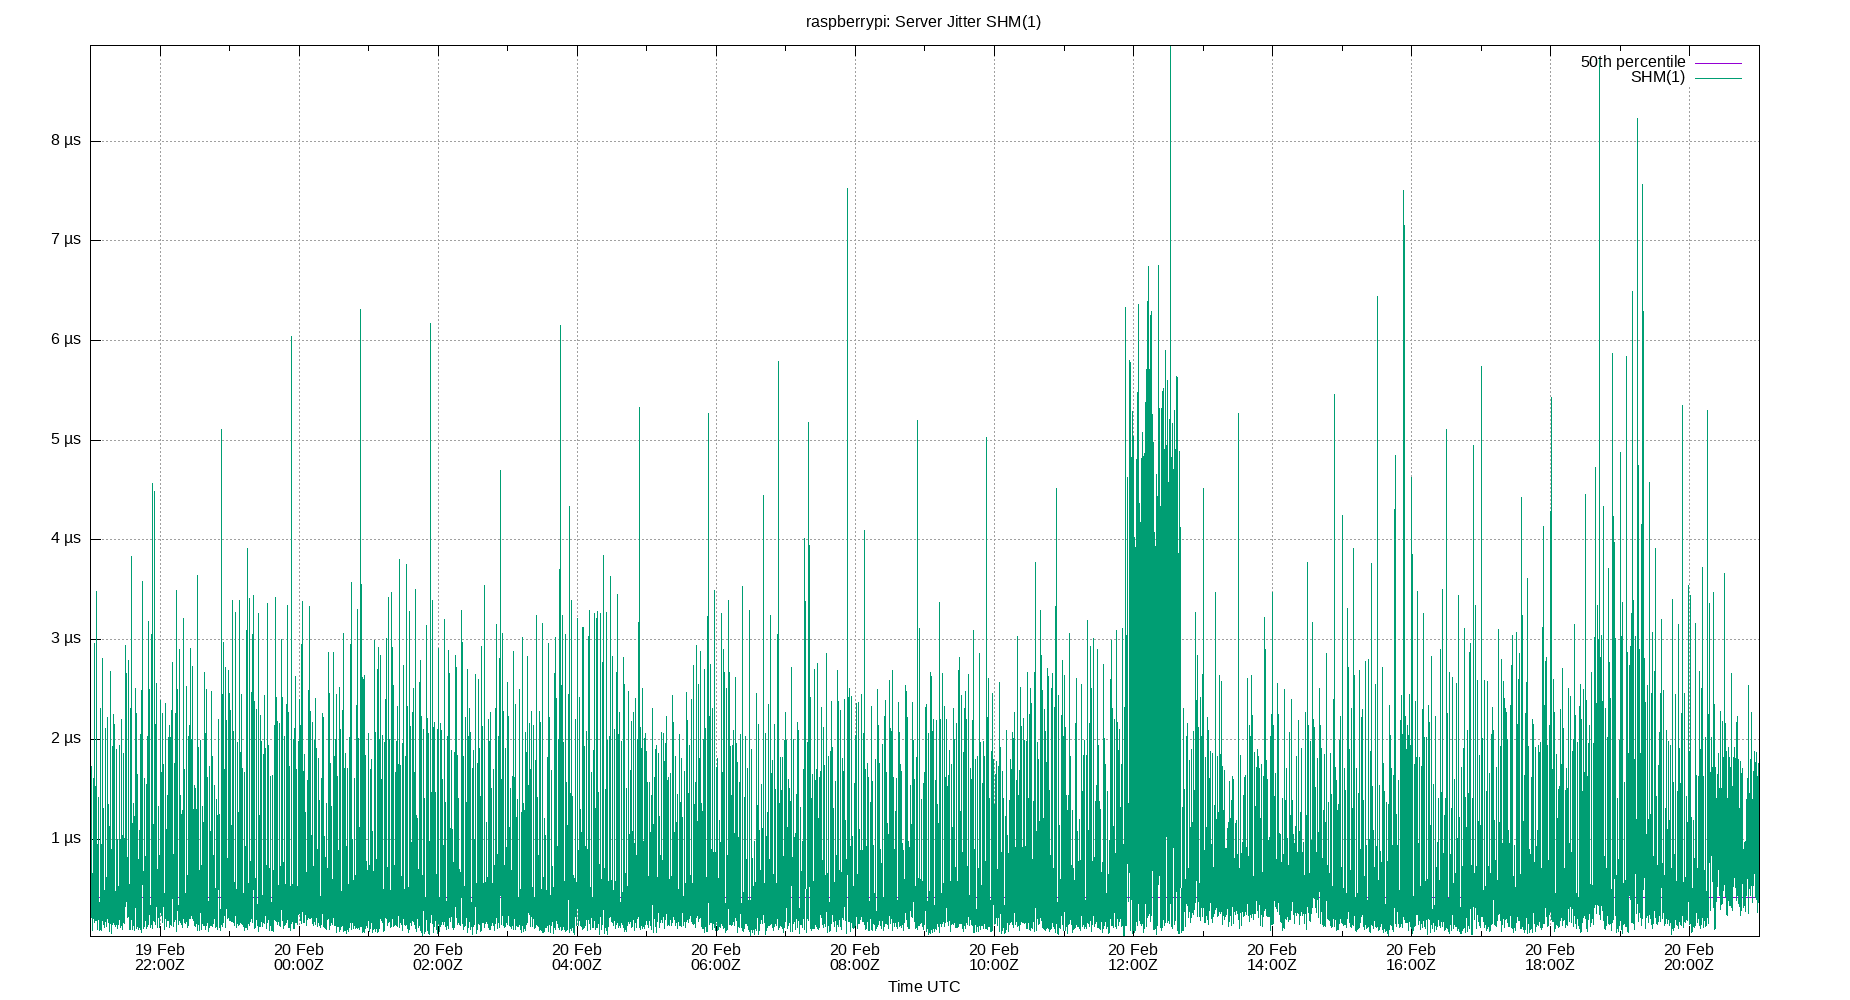 raspberrypi: Server Jitter SHM(1)
50th percentile
SHM(1)
8 µs
7 µs
6 µs
5 µs
4 µs
3 µs
2 µs
1 µs
19 Feb 20 Feb 20 Feb 20 Feb 20 Feb 20 Feb 20 Feb 20 Feb 20 Feb 20 Feb 20 Feb 20 Feb
22:00Z 00:00Z 02:00Z 04:00Z 06:00Z 08:00Z 10:00Z 12:00Z 14:00Z 16:00Z 18:00Z 20:00Z
Time UTC